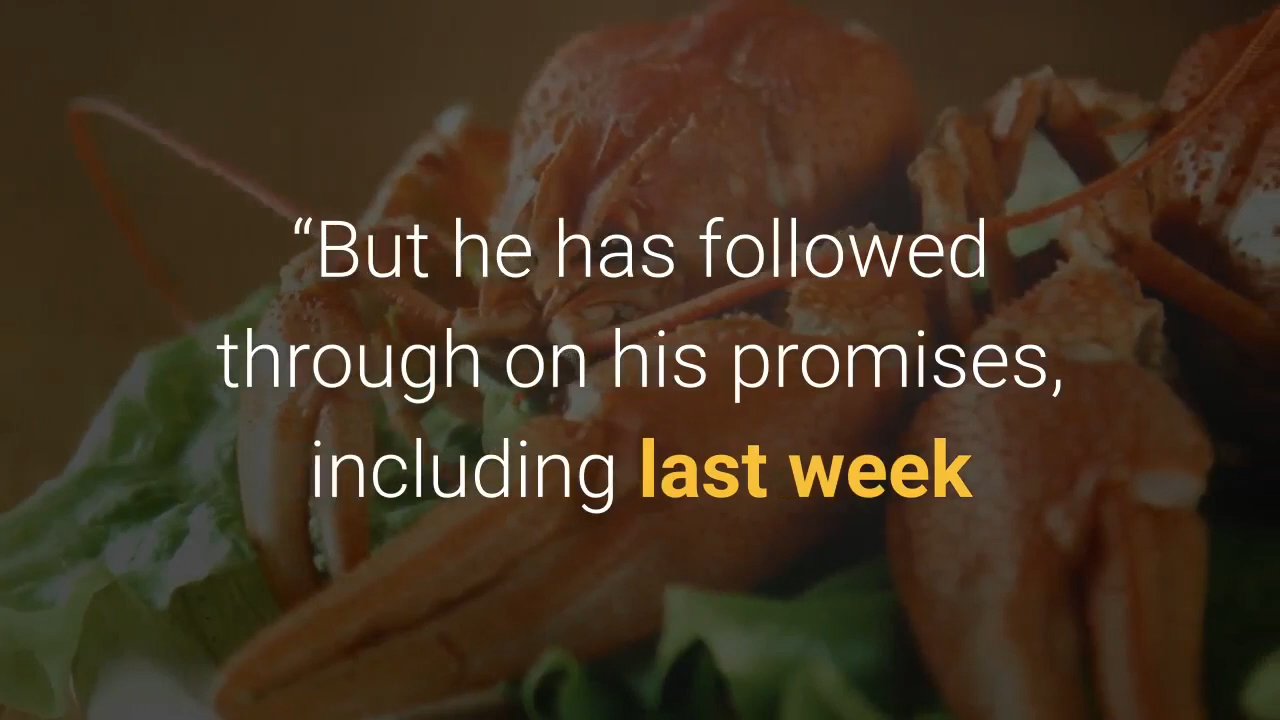 “But he has followed
through on his promises,
including last week